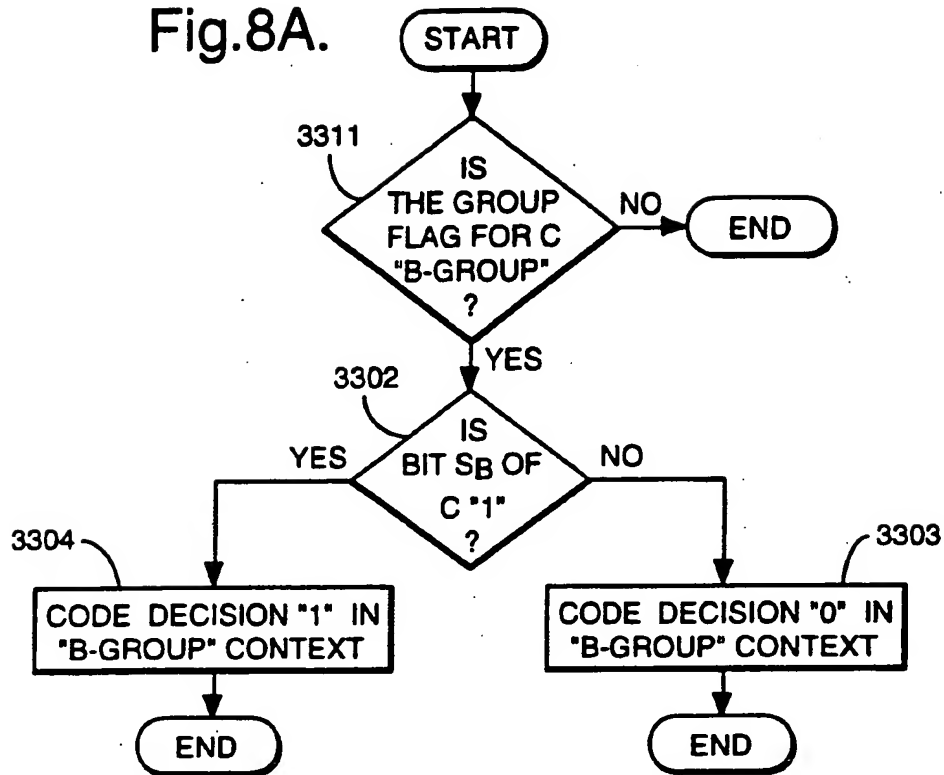 Fig.8A.
START
3311
IS
THE GROUP
FLAG FOR C
"B-GROUP"
?
NO
END
YES
3302
IS
BIT SB OF
C "1"
?
YES
NO
3304
CODE DECISION "1" IN
"B-GROUP" CONTEXT
3303
CODE DECISION "0" IN
"B-GROUP" CONTEXT
END
END